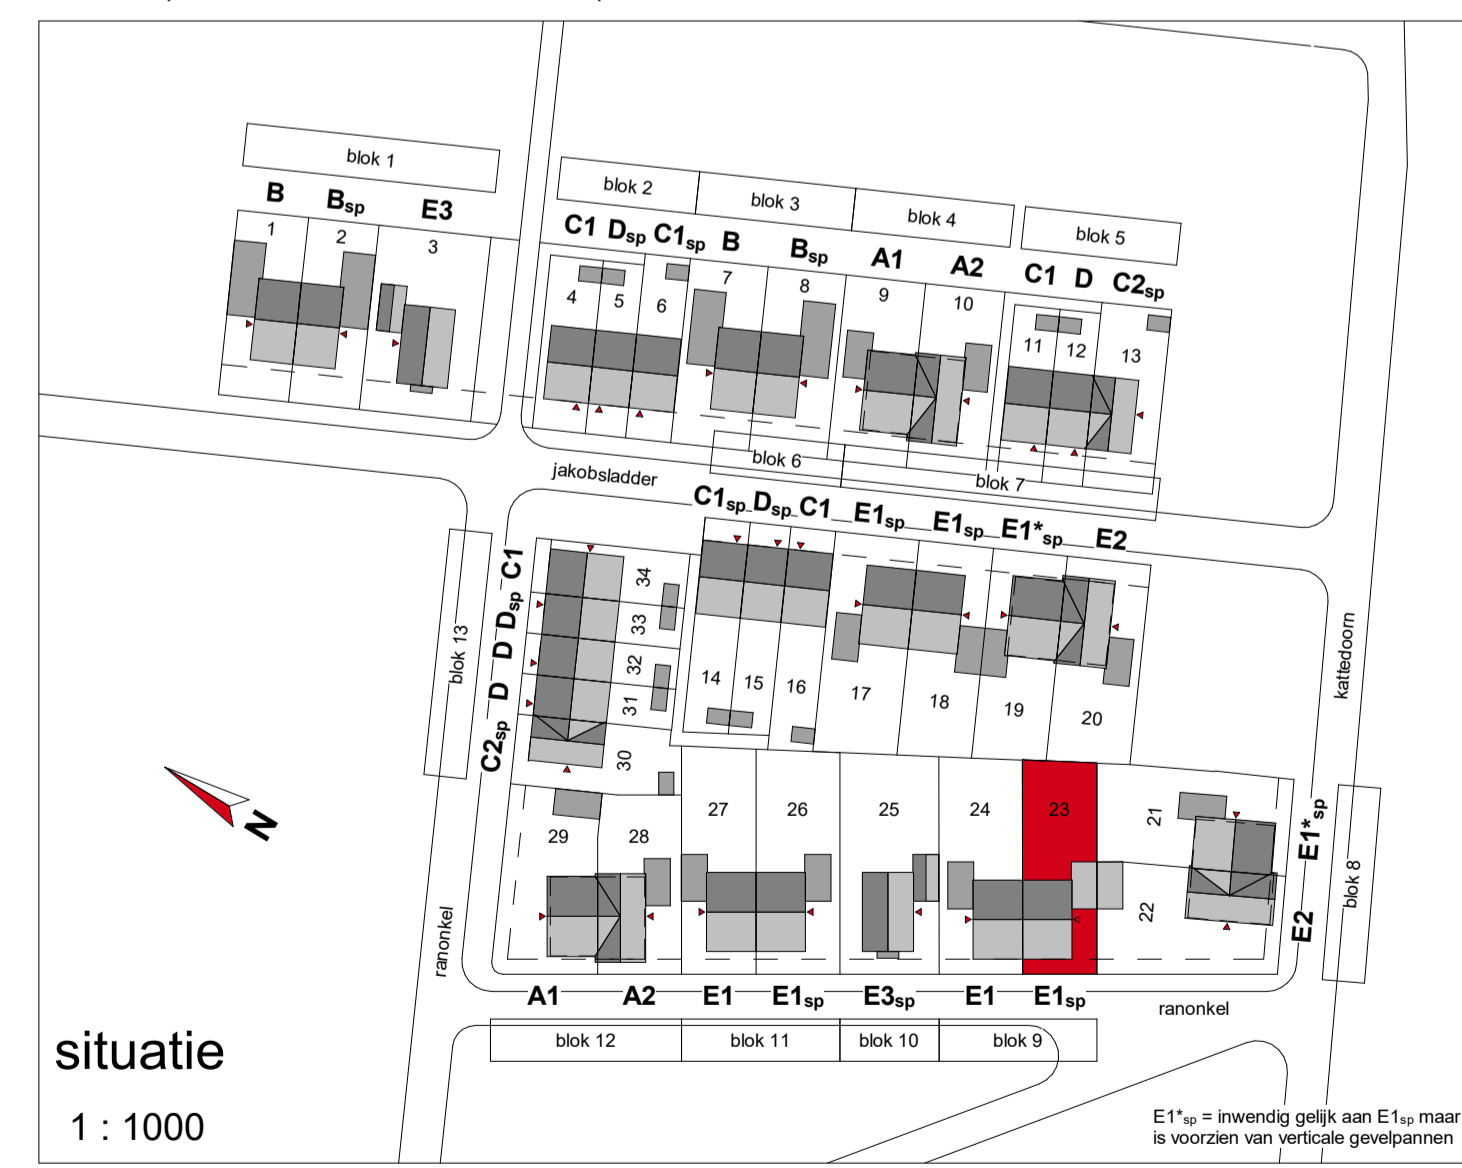 blok 1
B Bsp E3
1 2 3
blok 2 blok 3 blok 4 blok 5
C1 Dsp C1sp B Bsp A1 A2 C1 D C2sp
4 5 6 7 8 9 10 11 12 13
jakobsladder
blok 6 blok 7
C1sp Dsp C1 E1sp E1sp E1*sp E2
14 15 16 17 18 19 20
blok 13
C1 Dsp D D C2sp
34 33 32 31 30
kattedoorn
N
29 28 27 26 25 24 23 21 22
E1*sp E2
blok 8
ranonkel
A1 A2 E1 E1sp E3sp E1 E1sp
ranonkel
blok 12 blok 11 blok 10 blok 9
situatie
1 : 1000
E1*sp = inwendig gelijk aan E1sp maar
is voorzien van verticale gevelpannen